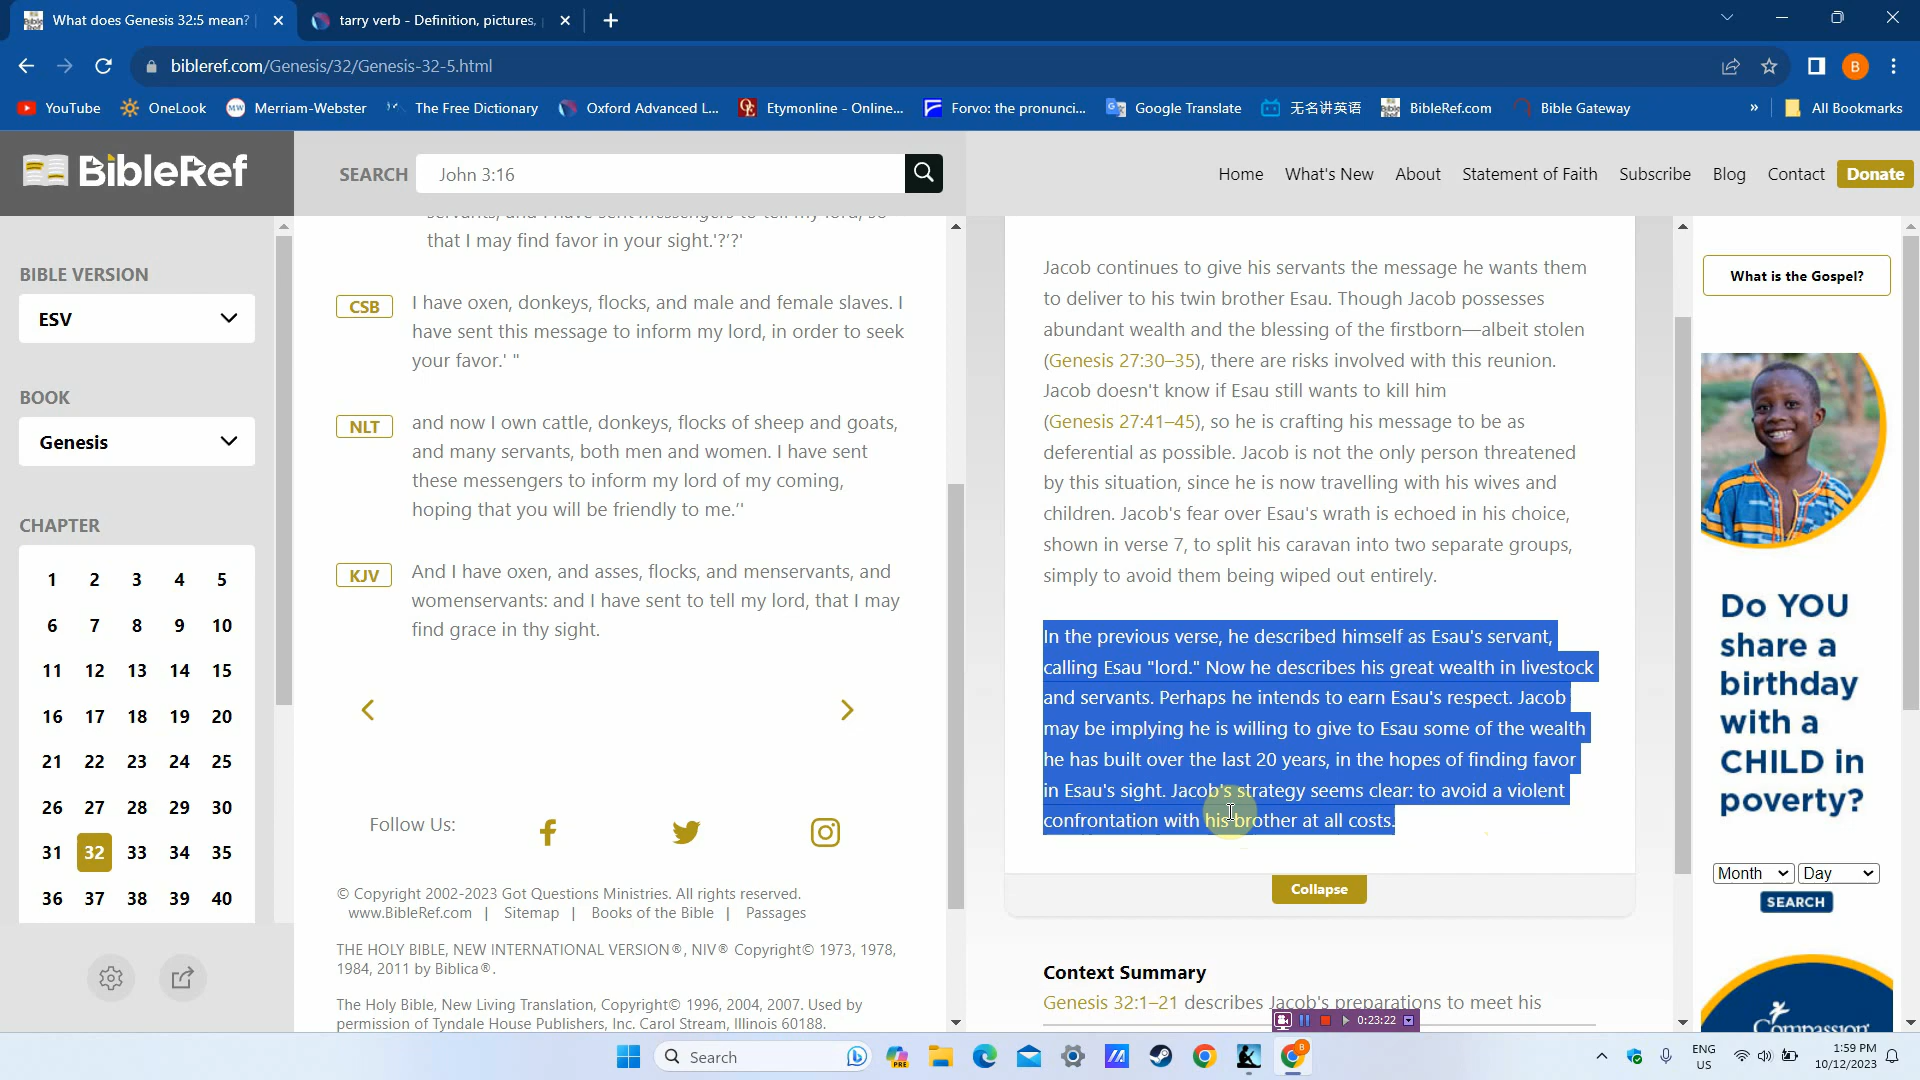 What does Genesis 32:5 mean?
tarry verb - Definition, pictures,
bibleref.com/Genesis/32/Genesis-32-5.html
B
YouTube
OneLook
Merriam-Webster
The Free Dictionary
Oxford Advanced L...
Etymonline - Online...
Forvo: the pronunci...
Google Translate
无名讲英语
BibleRef.com
Bible Gateway
»
All Bookmarks
BibleRef
SEARCH
John 3:16
Home
What's New
About
Statement of Faith
Subscribe
Blog
Contact
Donate
BIBLE VERSION
ESV
BOOK
Genesis
CHAPTER
1 2 3 4 5
6 7 8 9 10
11 12 13 14 15
16 17 18 19 20
21 22 23 24 25
26 27 28 29 30
31 32 33 34 35
36 37 38 39 40
servants, and I have sent messengers to tell my lord, so
that I may find favor in your sight.'?'?'
CSB
I have oxen, donkeys, flocks, and male and female slaves. I
have sent this message to inform my lord, in order to seek
your favor.' "
NLT
and now I own cattle, donkeys, flocks of sheep and goats,
and many servants, both men and women. I have sent
these messengers to inform my lord of my coming,
hoping that you will be friendly to me.''
KJV
And I have oxen, and asses, flocks, and menservants, and
womenservants: and I have sent to tell my lord, that I may
find grace in thy sight.
Follow Us:
© Copyright 2002-2023 Got Questions Ministries. All rights reserved.
www.BibleRef.com | Sitemap | Books of the Bible | Passages
THE HOLY BIBLE, NEW INTERNATIONAL VERSION®, NIV® Copyright© 1973, 1978,
1984, 2011 by Biblica®.
The Holy Bible, New Living Translation, Copyright© 1996, 2004, 2007. Used by
permission of Tyndale House Publishers, Inc. Carol Stream, Illinois 60188.
Jacob continues to give his servants the message he wants them
to deliver to his twin brother Esau. Though Jacob possesses
abundant wealth and the blessing of the firstborn—albeit stolen
(Genesis 27:30–35), there are risks involved with this reunion.
Jacob doesn't know if Esau still wants to kill him
(Genesis 27:41–45), so he is crafting his message to be as
deferential as possible. Jacob is not the only person threatened
by this situation, since he is now travelling with his wives and
children. Jacob's fear over Esau's wrath is echoed in his choice,
shown in verse 7, to split his caravan into two separate groups,
simply to avoid them being wiped out entirely.
In the previous verse, he described himself as Esau's servant,
calling Esau "lord." Now he describes his great wealth in livestock
and servants. Perhaps he intends to earn Esau's respect. Jacob
may be implying he is willing to give to Esau some of the wealth
he has built over the last 20 years, in the hopes of finding favor
in Esau's sight. Jacob's strategy seems clear: to avoid a violent
confrontation with his brother at all costs.
Collapse
Context Summary
Genesis 32:1–21 describes Jacob's preparations to meet his
What is the Gospel?
Do YOU
share a
birthday
with a
CHILD in
poverty?
Month
Day
SEARCH
Compassion
0:23:22
Search
ENG
US
1:59 PM
10/12/2023